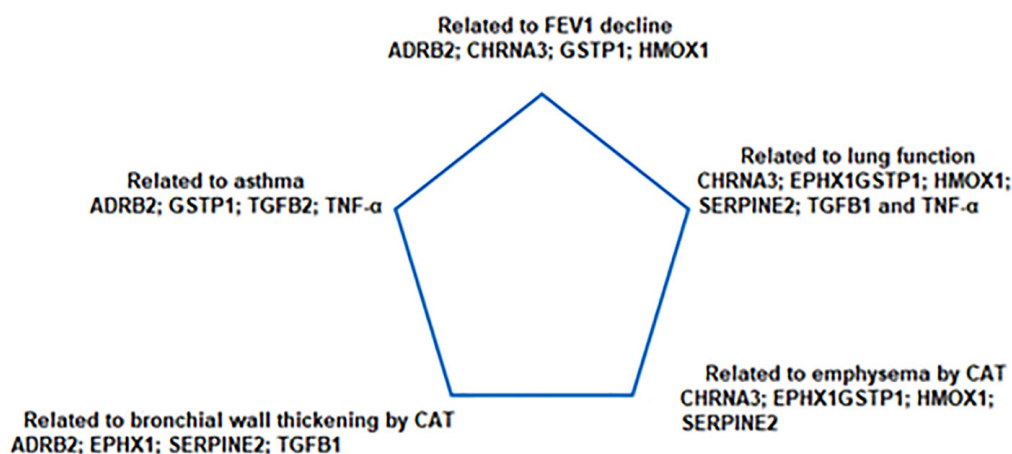 Related to FEV1 decline
ADRB2; CHRNA3; GSTP1; HMOX1
Related to asthma
ADRB2; GSTP1; TGFB2; TNF-α
Related to lung function
CHRNA3; EPHX1GSTP1; HMOX1;
SERPINE2; TGFB1 and TNF-α
Related to bronchial wall thickening by CAT
ADRB2; EPHX1; SERPINE2; TGFB1
Related to emphysema by CAT
CHRNA3; EPHX1GSTP1; HMOX1;
SERPINE2